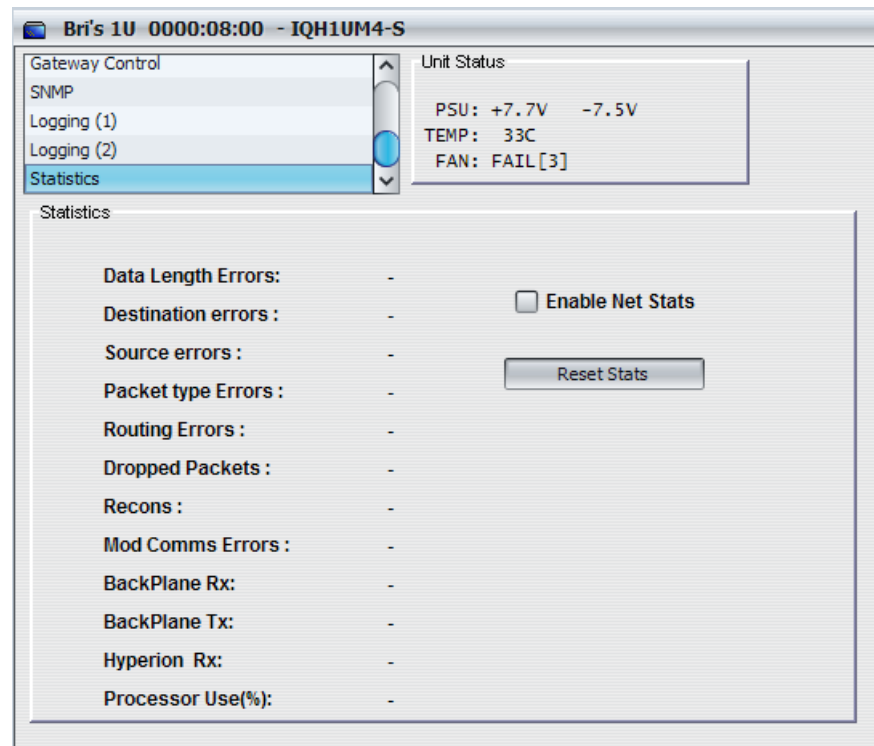 Bri's 1U 0000:08:00 - IQH1UM4-S
Gateway Control
SNMP
Logging (1)
Logging (2)
Statistics
Unit Status
PSU: +7.7V -7.5V
TEMP: 33C
FAN: FAIL[3]
Statistics
Data Length Errors: -
Destination errors : -
Source errors : -
Packet type Errors : -
Routing Errors : -
Dropped Packets : -
Recons : -
Mod Comms Errors : -
BackPlane Rx: -
BackPlane Tx: -
Hyperion Rx: -
Processor Use(%): -
Enable Net Stats
Reset Stats